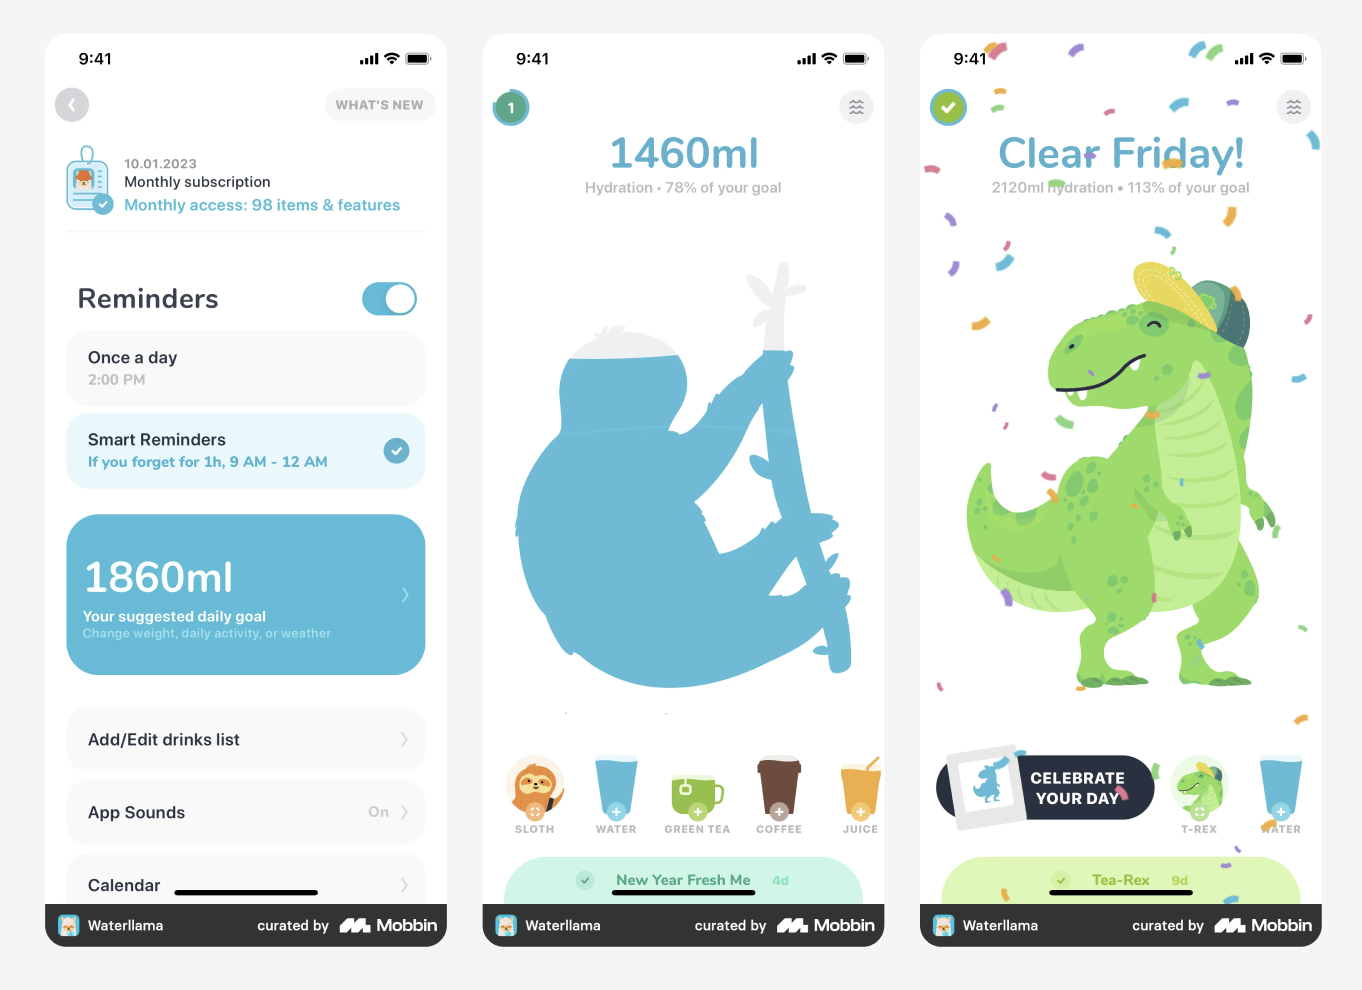 9:41
WHAT'S NEW
10.01.2023
Monthly subscription
Monthly access: 98 items & features
Reminders
Once a day
2:00 PM
Smart Reminders
If you forget for 1h, 9 AM - 12 AM
1860ml
Your suggested daily goal
Change weight, daily activity, or weather
Add/Edit drinks list
App Sounds
On
Calendar
Waterllama
curated by
Mobbin
9:41
1
1460ml
Hydration • 78% of your goal
SLOTH
WATER
GREEN TEA
COFFEE
JUICE
New Year Fresh Me
4d
Waterllama
curated by
Mobbin
9:41
Clear Friday!
2120ml hydration • 113% of your goal
CELEBRATE
YOUR DAY
T-REX
WATER
Tea-Rex
9d
Waterllama
curated by
Mobbin